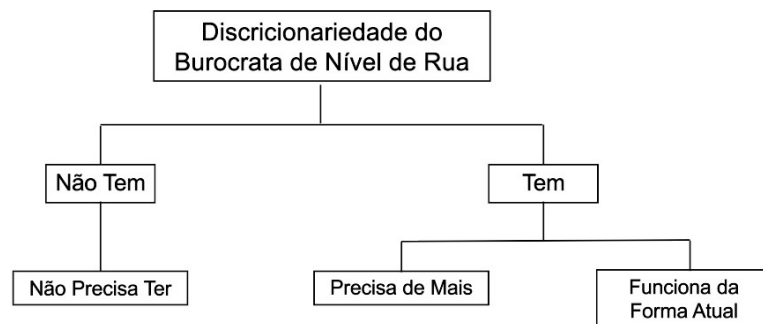 Discricionariedade do
Burocrata de Nível de Rua
Não Tem
Tem
Não Precisa Ter
Precisa de Mais
Funciona da
Forma Atual